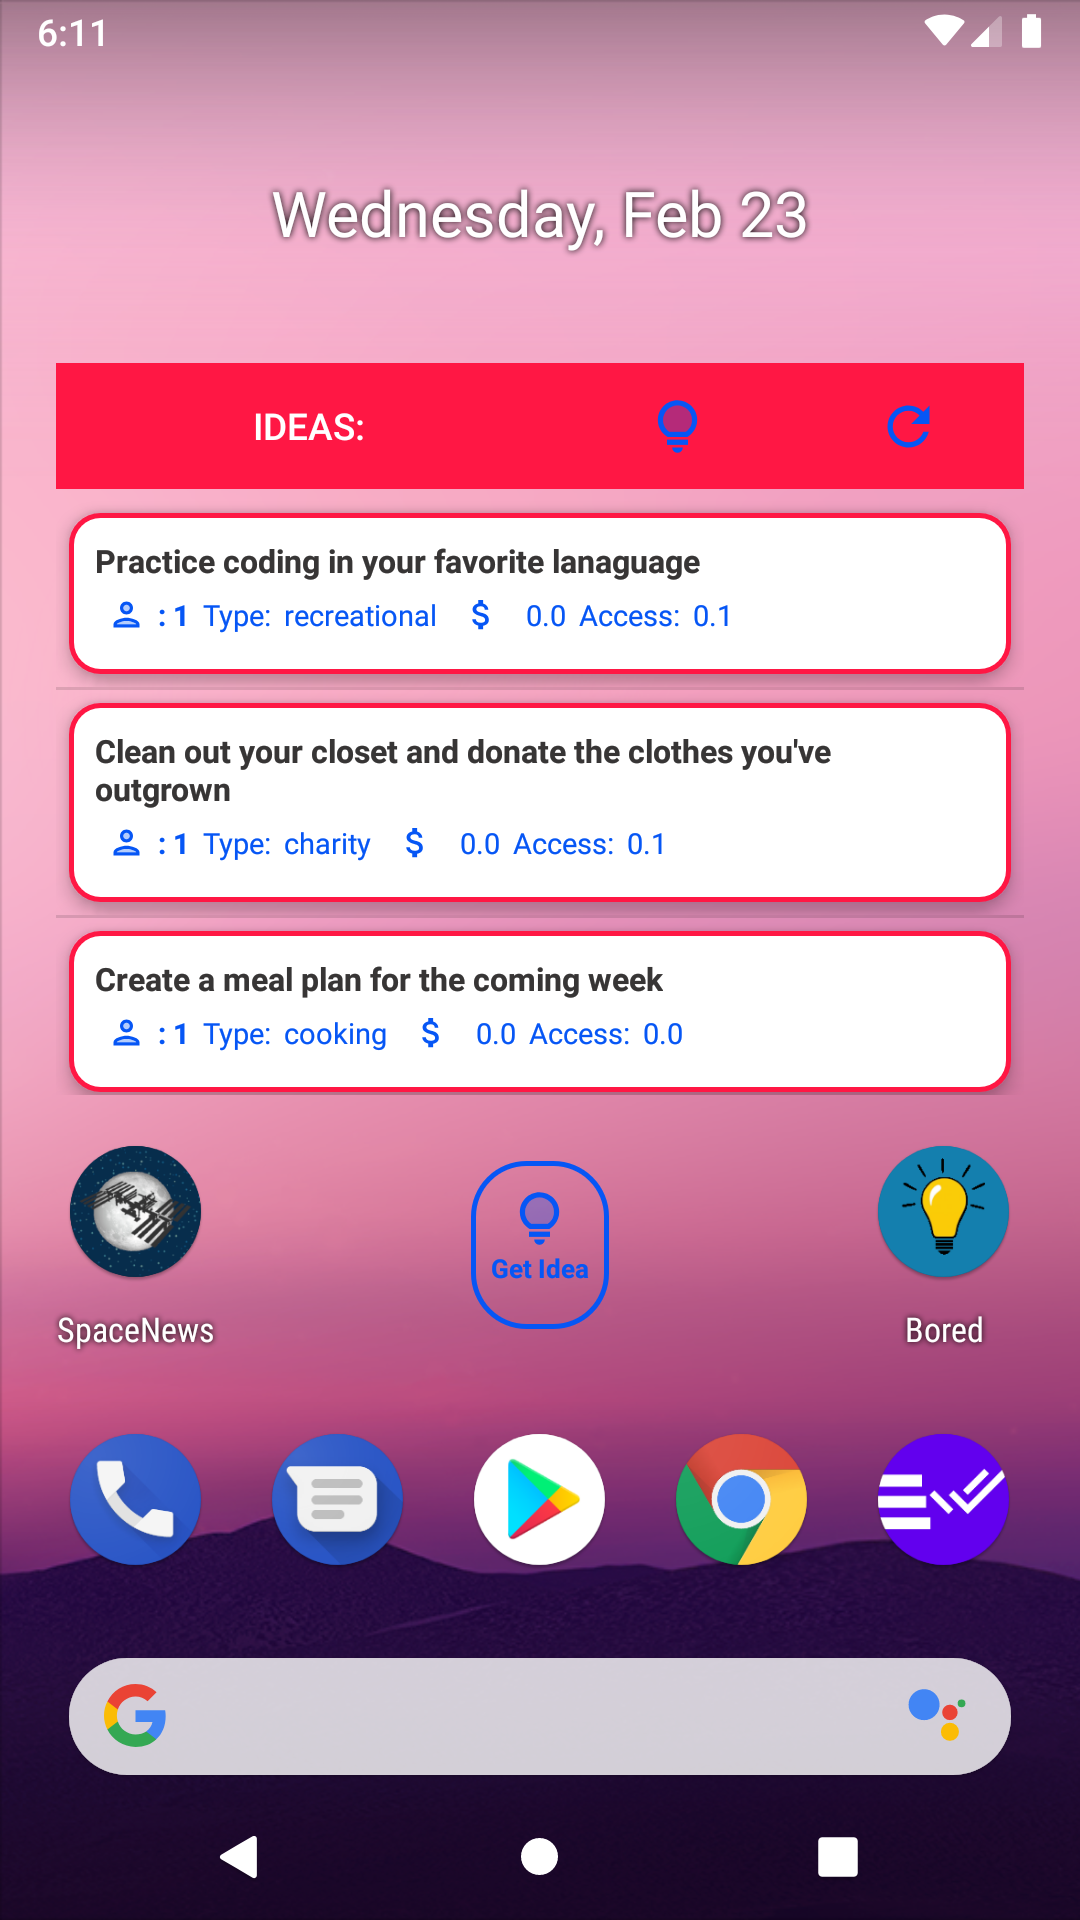 6:11
Wednesday, Feb 23
IDEAS:
Practice coding in your favorite lanaguage
: 1 Type: recreational $ 0.0 Access: 0.1
Clean out your closet and donate the clothes you've
outgrown
: 1 Type: charity $ 0.0 Access: 0.1
Create a meal plan for the coming week
: 1 Type: cooking $ 0.0 Access: 0.0
Get Idea
SpaceNews
Bored